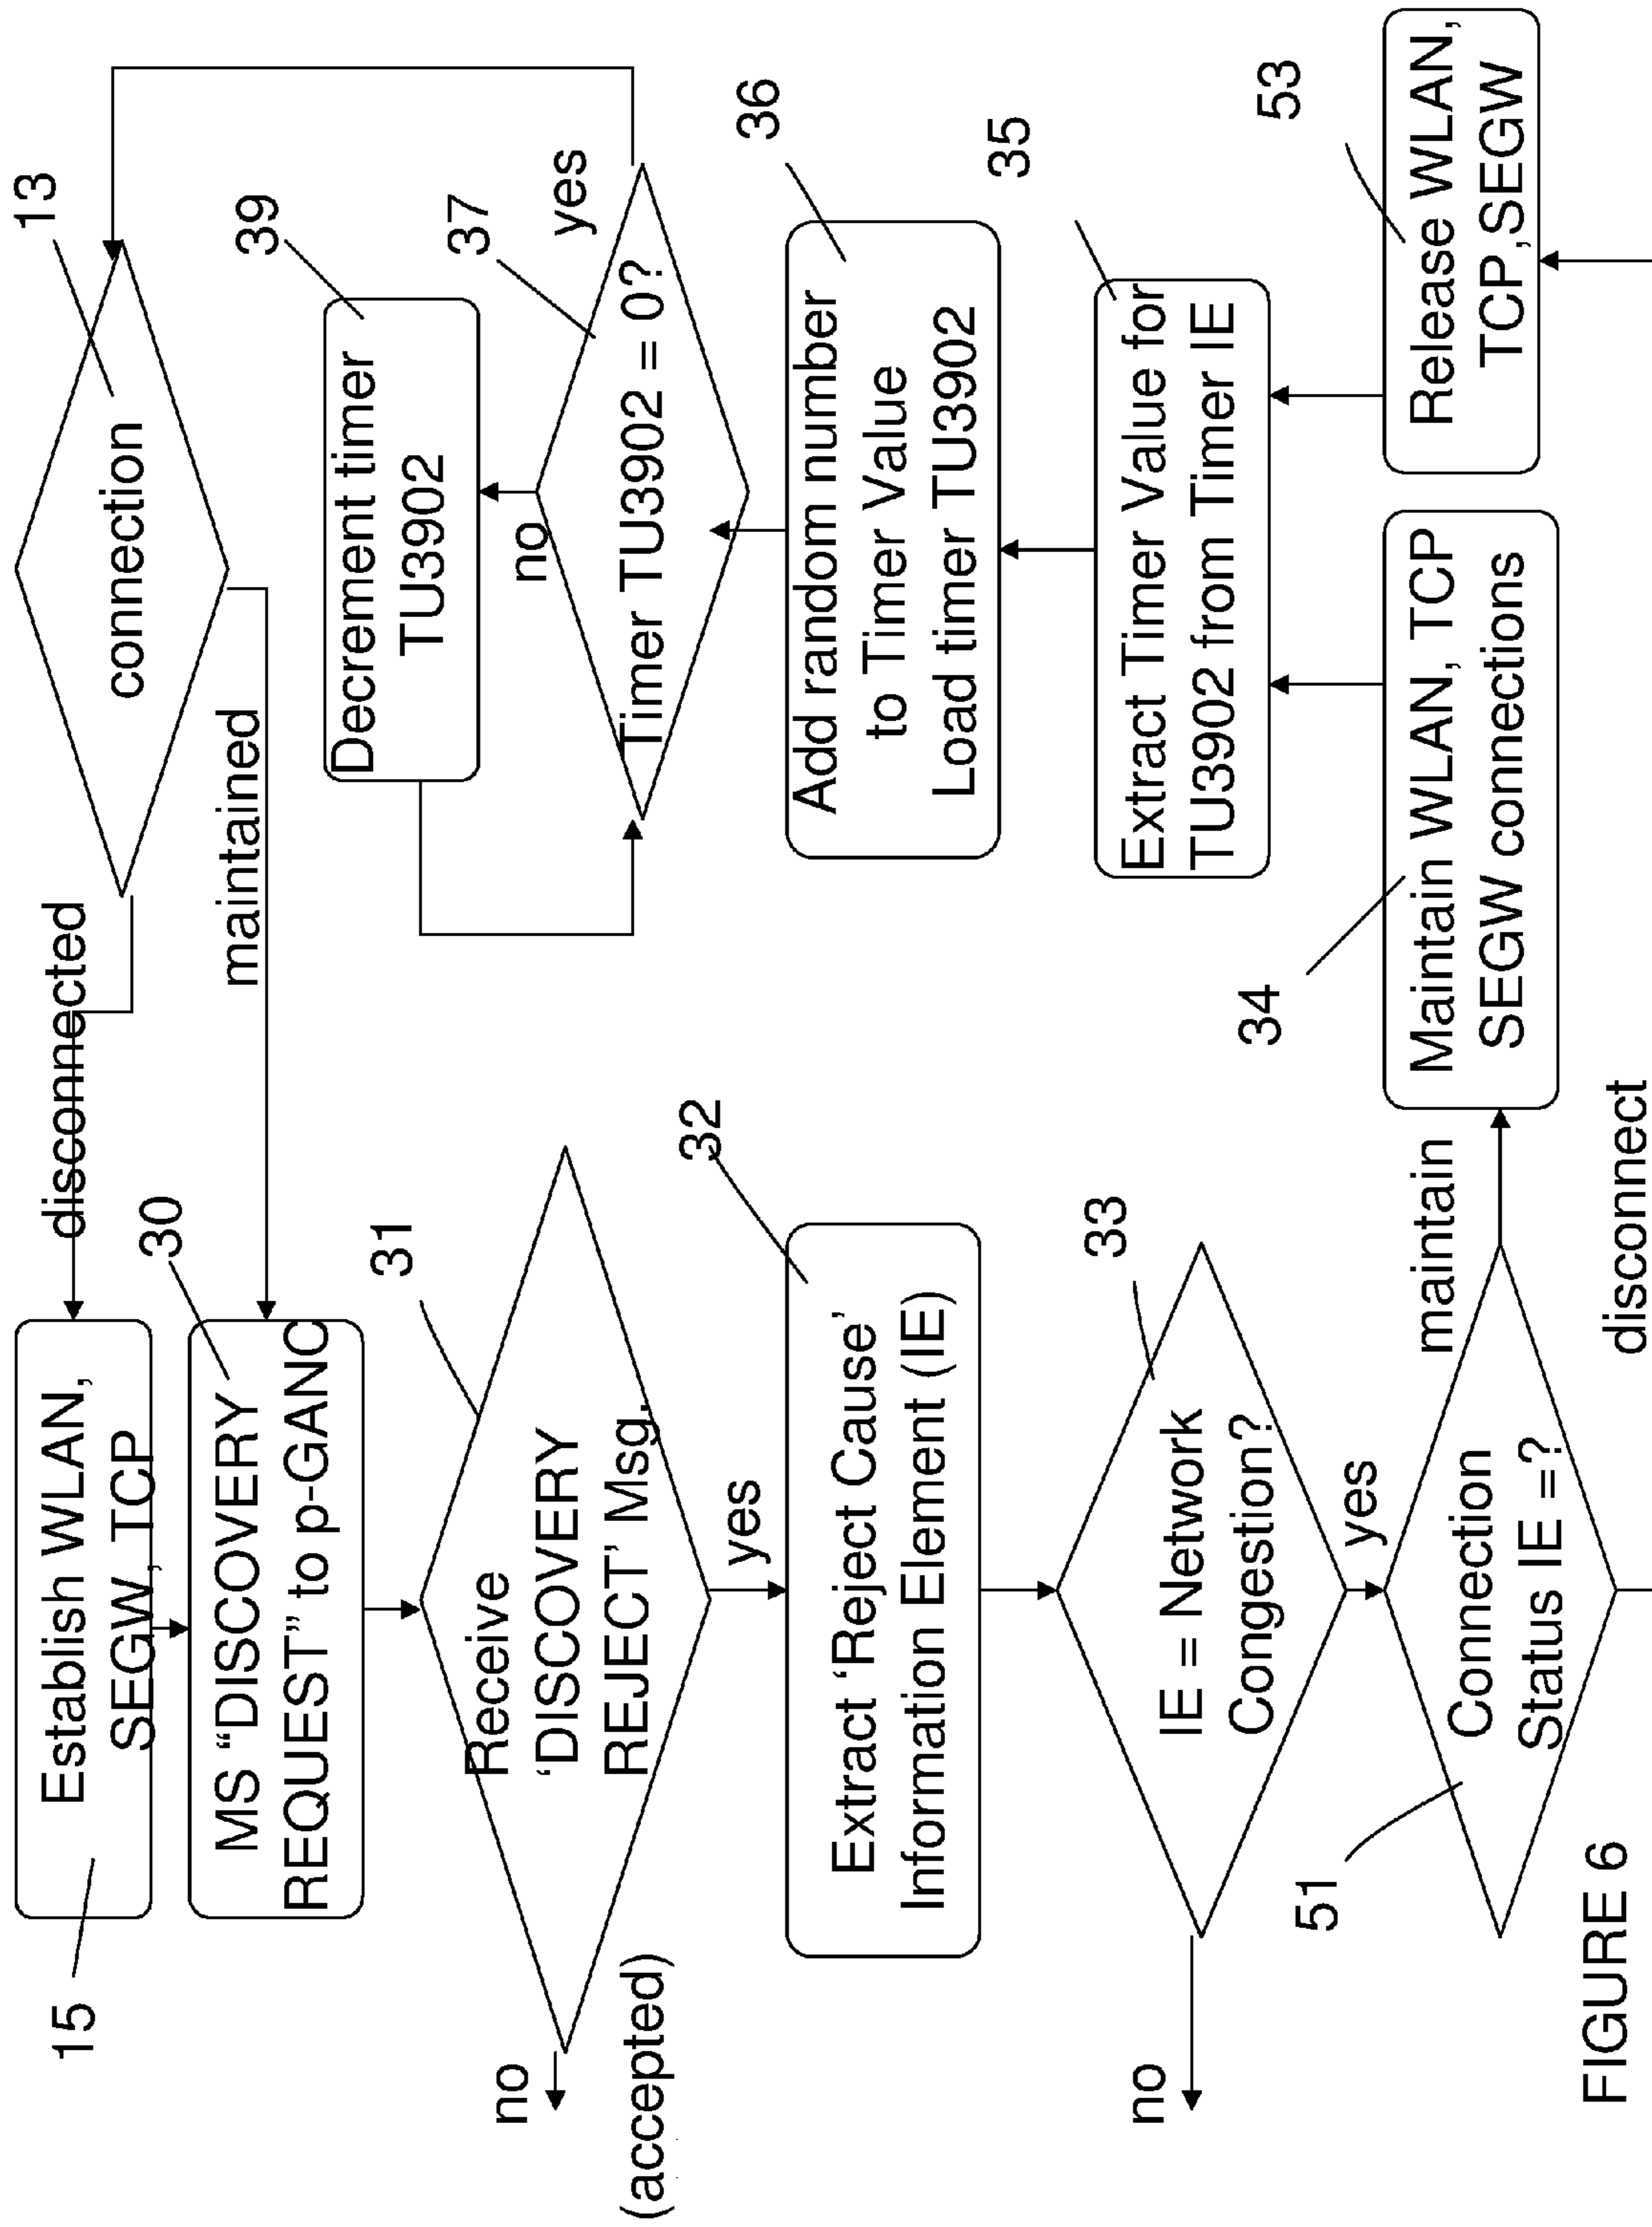 15
Establish WLAN,
SEGW, TCP
disconnected
connection
13
30
MS “DISCOVERY
REQUEST” to p-GANC
maintained
Decrement timer
TU3902
39
31
Receive
‘DISCOVERY
REJECT’ Msg.
no
(accepted)
yes
no
Timer TU3902 = 0?
37
yes
32
Extract ‘Reject Cause’
Information Element (IE)
Add random number
to Timer Value
Load timer TU3902
36
33
IE = Network
Congestion?
no
yes
Extract Timer Value for
TU3902 from Timer IE
35
51
Connection
Status IE =?
maintain
disconnect
34
Maintain WLAN, TCP
SEGW connections
53
Release WLAN,
TCP,SEGW
FIGURE 6